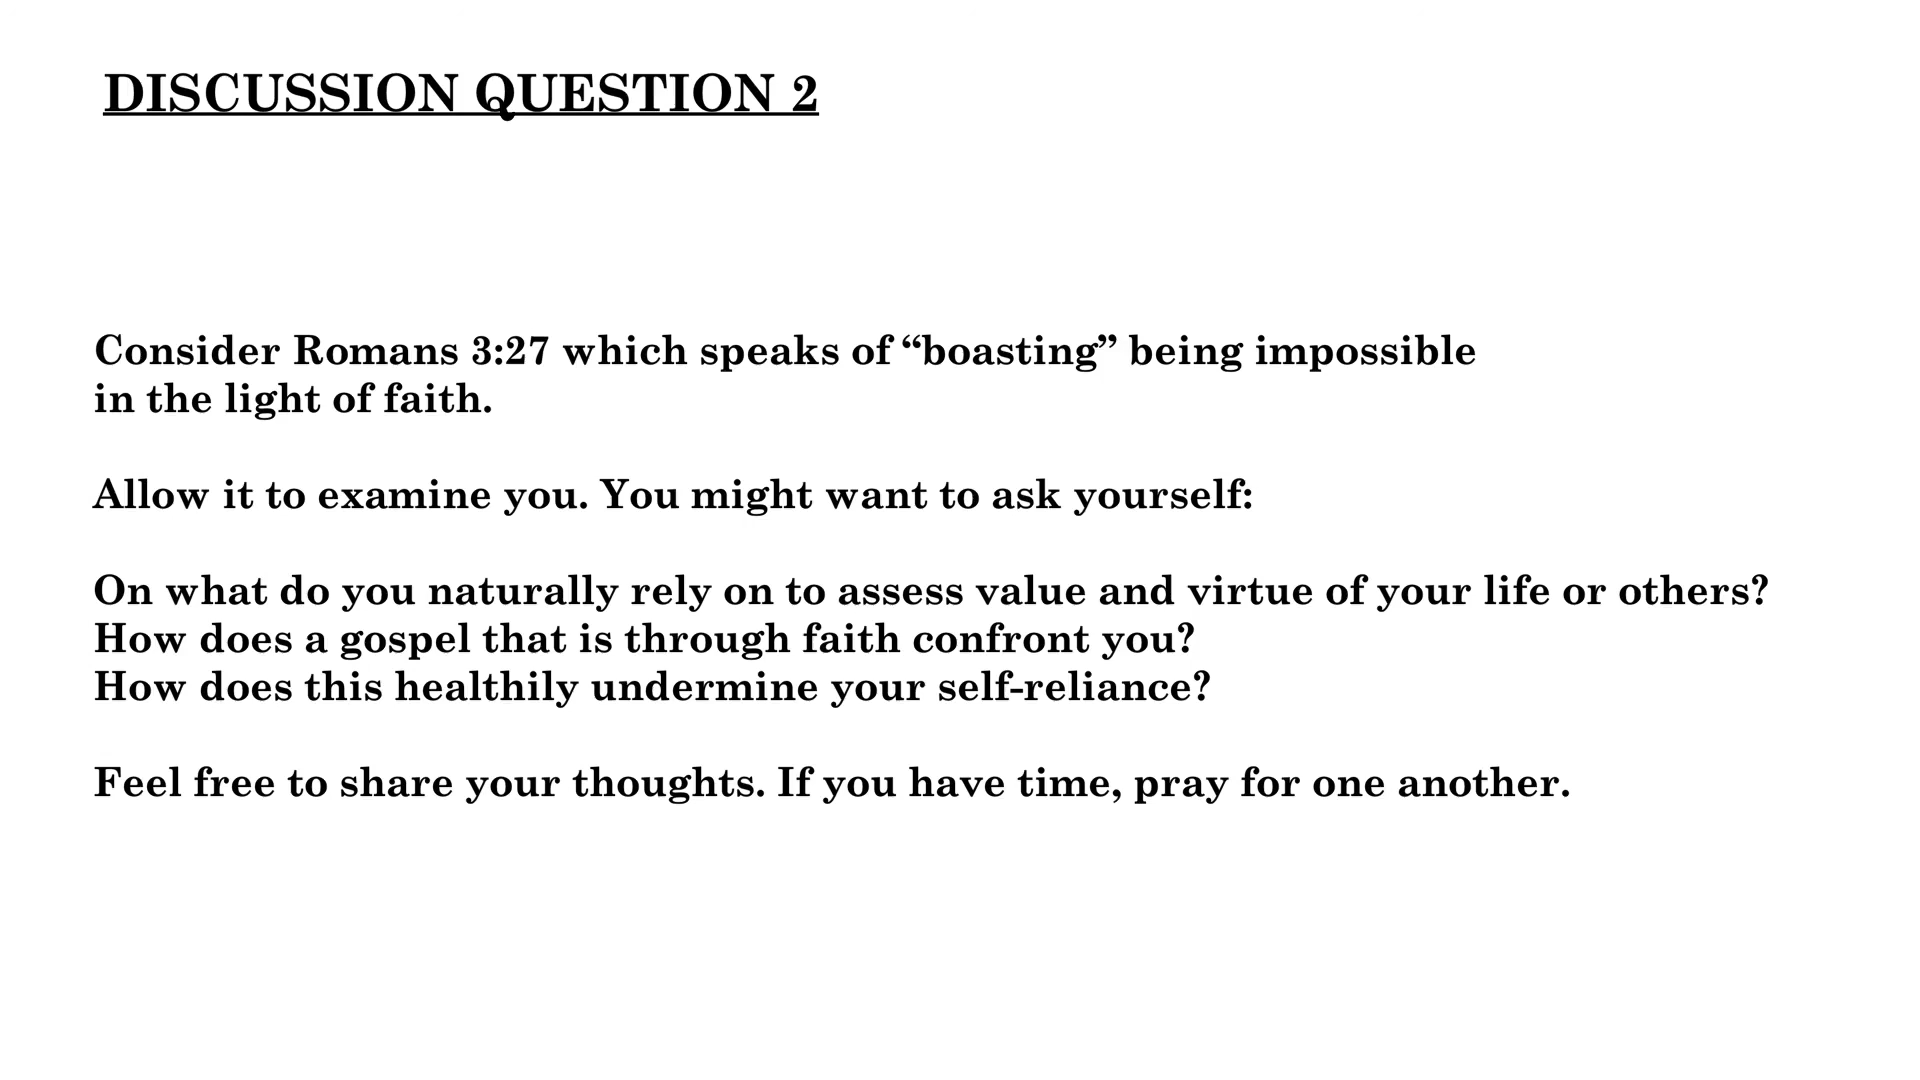 DISCUSSION QUESTION 2
Consider Romans 3:27 which speaks of “boasting” being impossible
in the light of faith.
Allow it to examine you. You might want to ask yourself:
On what do you naturally rely on to assess value and virtue of your life or others?
How does a gospel that is through faith confront you?
How does this healthily undermine your self-reliance?
Feel free to share your thoughts. If you have time, pray for one another.